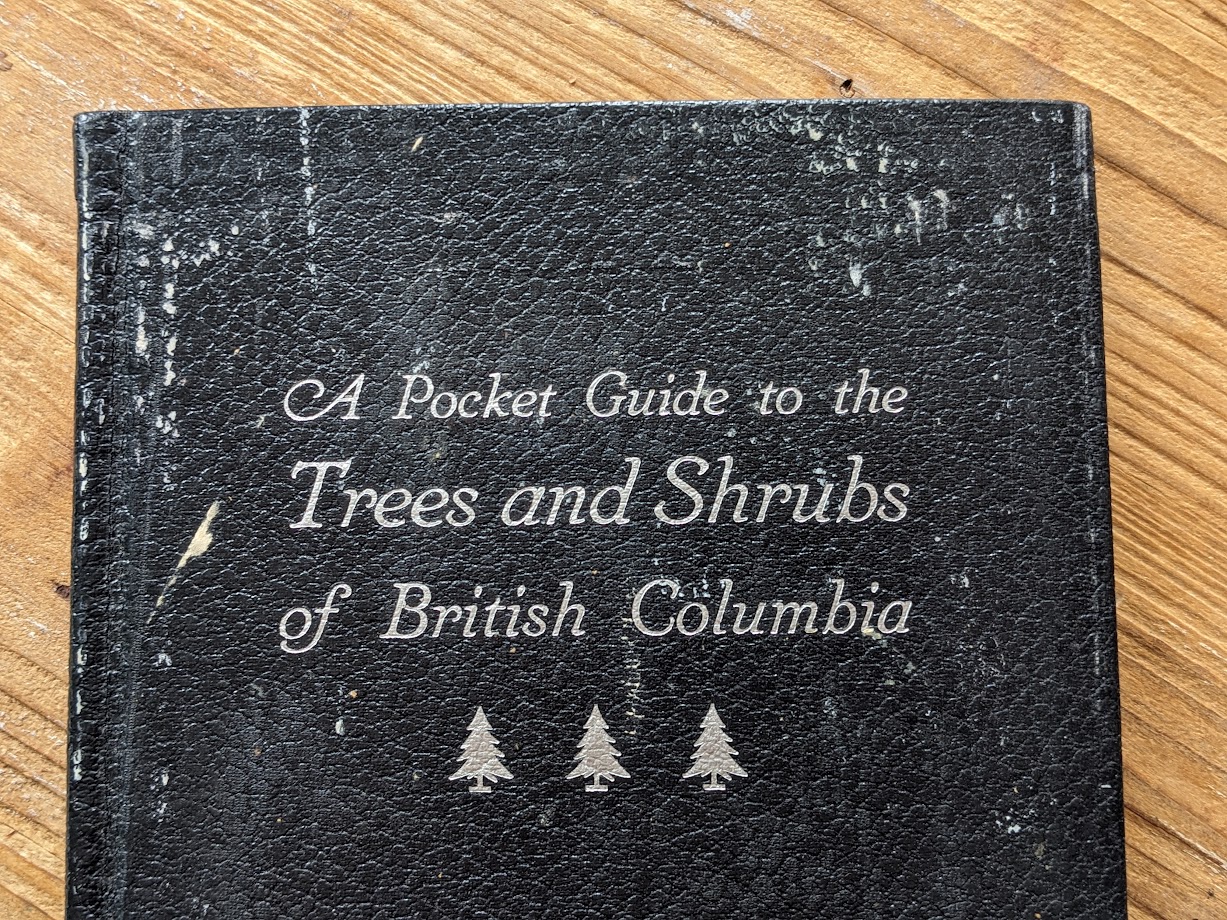 A Pocket Guide to the
Trees and Shrubs
of British Columbia